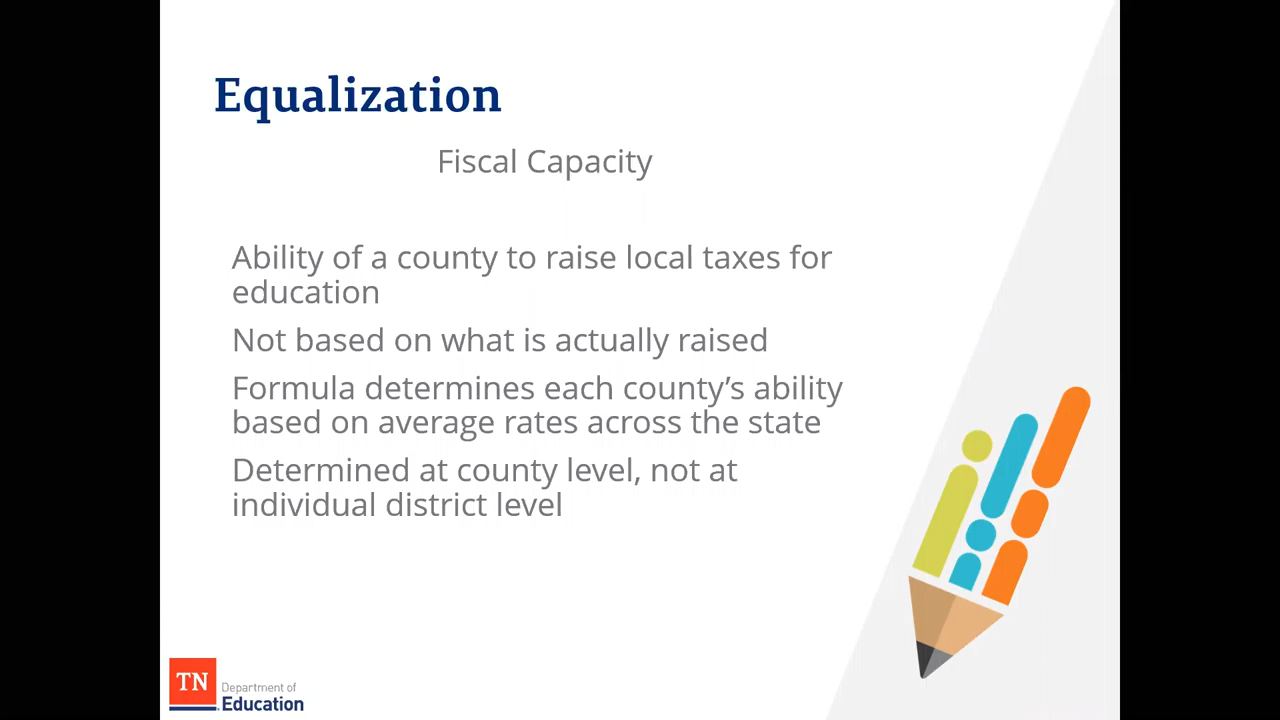 Equalization
Fiscal Capacity
Ability of a county to raise local taxes for
education
Not based on what is actually raised
Formula determines each county’s ability
based on average rates across the state
Determined at county level, not at
individual district level
TN
Department of
Education